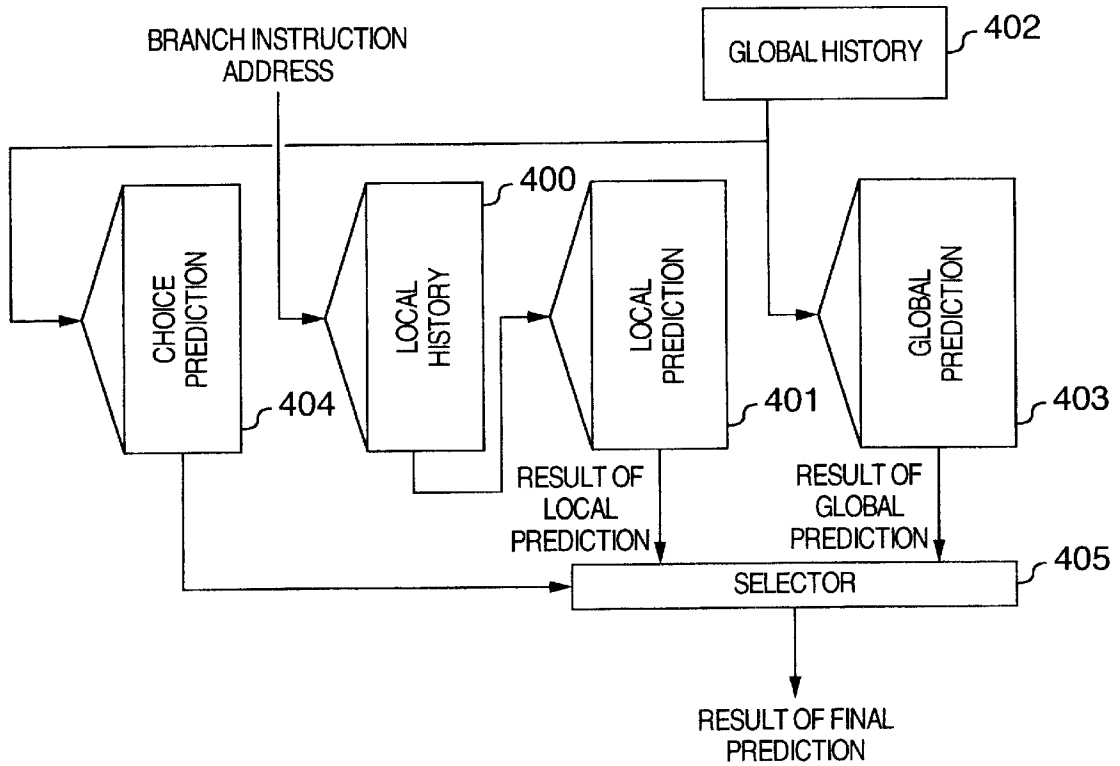 BRANCH INSTRUCTION
ADDRESS
GLOBAL HISTORY
402
400
CHOICE
PREDICTION
404
LOCAL
HISTORY
LOCAL
PREDICTION
401
GLOBAL
PREDICTION
403
RESULT OF
LOCAL
PREDICTION
RESULT OF
GLOBAL
PREDICTION
SELECTOR
405
RESULT OF FINAL
PREDICTION